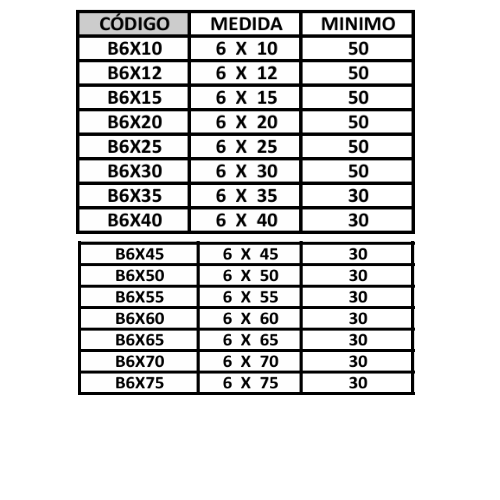 CÓDIGO MEDIDA MINIMO
B6X10 6 X 10 50
B6X12 6 X 12 50
B6X15 6 X 15 50
B6X20 6 X 20 50
B6X25 6 X 25 50
B6X30 6 X 30 50
B6X35 6 X 35 30
B6X40 6 X 40 30
B6X45 6 X 45 30
B6X50 6 X 50 30
B6X55 6 X 55 30
B6X60 6 X 60 30
B6X65 6 X 65 30
B6X70 6 X 70 30
B6X75 6 X 75 30